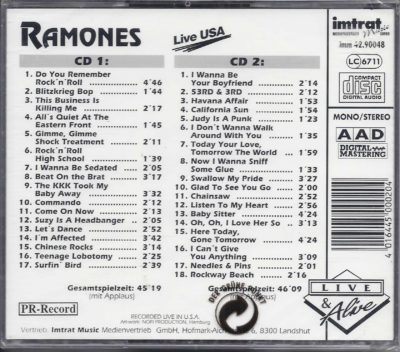 RAMONES
Live USA
imtrat
imm 42.90048
LC 6711
COMPACT
disc
DIGITAL AUDIO
MONO/STEREO
AAD
DIGITAL
MASTERING
4 016445 000204
CD 1:
1. Do You Remember
Rock`n`Roll 4´46
2. Blitzkrieg Bop 1´44
3. This Business is
Killing Me 2´17
4. All`s Quiet At The
Eastern Front 1´45
5. Gimme, Gimme
Shock Treatment 2´11
6. Rock`n`Roll
High School 1´39
7. I Wanna Be Sedated 2´05
8. Beat On the Brat 3´17
9. The KKK Took My
Baby Away 3´32
10. Commando 2´12
11. Come On Now 2´13
12. Suzy Is A Headbanger 2´05
13. Let`s Dance 2´52
14. I`m Affected 3´42
15. Chinese Rocks 3´14
16. Teenage Lobotomy 2´25
17. Surfin` Bird 2´39
Gesamtspielzeit: 45´19
(mit Applaus)
CD 2:
1. I Wanna Be
Your Boyfriend 2´14
2. 53RD & 3RD 2´12
3. Havana Affair 1´53
4. California Sun 1´54
5. Judy Is A Punk 1´23
6. I Don`t Wanna Walk
Around With You 1´35
7. Today Your Love,
Tomorrow The World ...1´59
8. Now I Wanna Sniff
Some Glue 1´33
9. Swallow My Pride 2´27
10. Glad To See You Go 2´00
11. Chainsaw 2´52
12. Listen To My Heart 2´56
13. Baby Sitter 4´24
14. Oh, Oh, I Love Her So 2´13
15. Here Today,
Gone Tomorrow 4´24
16. I Can`t Give
You Anything 3´09
17. Needles & Pins 2´01
18. Rockway Beach 2´16
Gesamtspielzeit: 46´09
(mit Applaus)
PR-Record
DER GRÜNE PUNKT
LIVE
& Alive
RECORDED LIVE IN U.S.A.
Artwork: NORI PRODUCTION, Hamburg
Vertrieb: Imtrat Music Medienvertrieb GmbH, Hofmark-Aich-Str. 6, 8300 Landshut